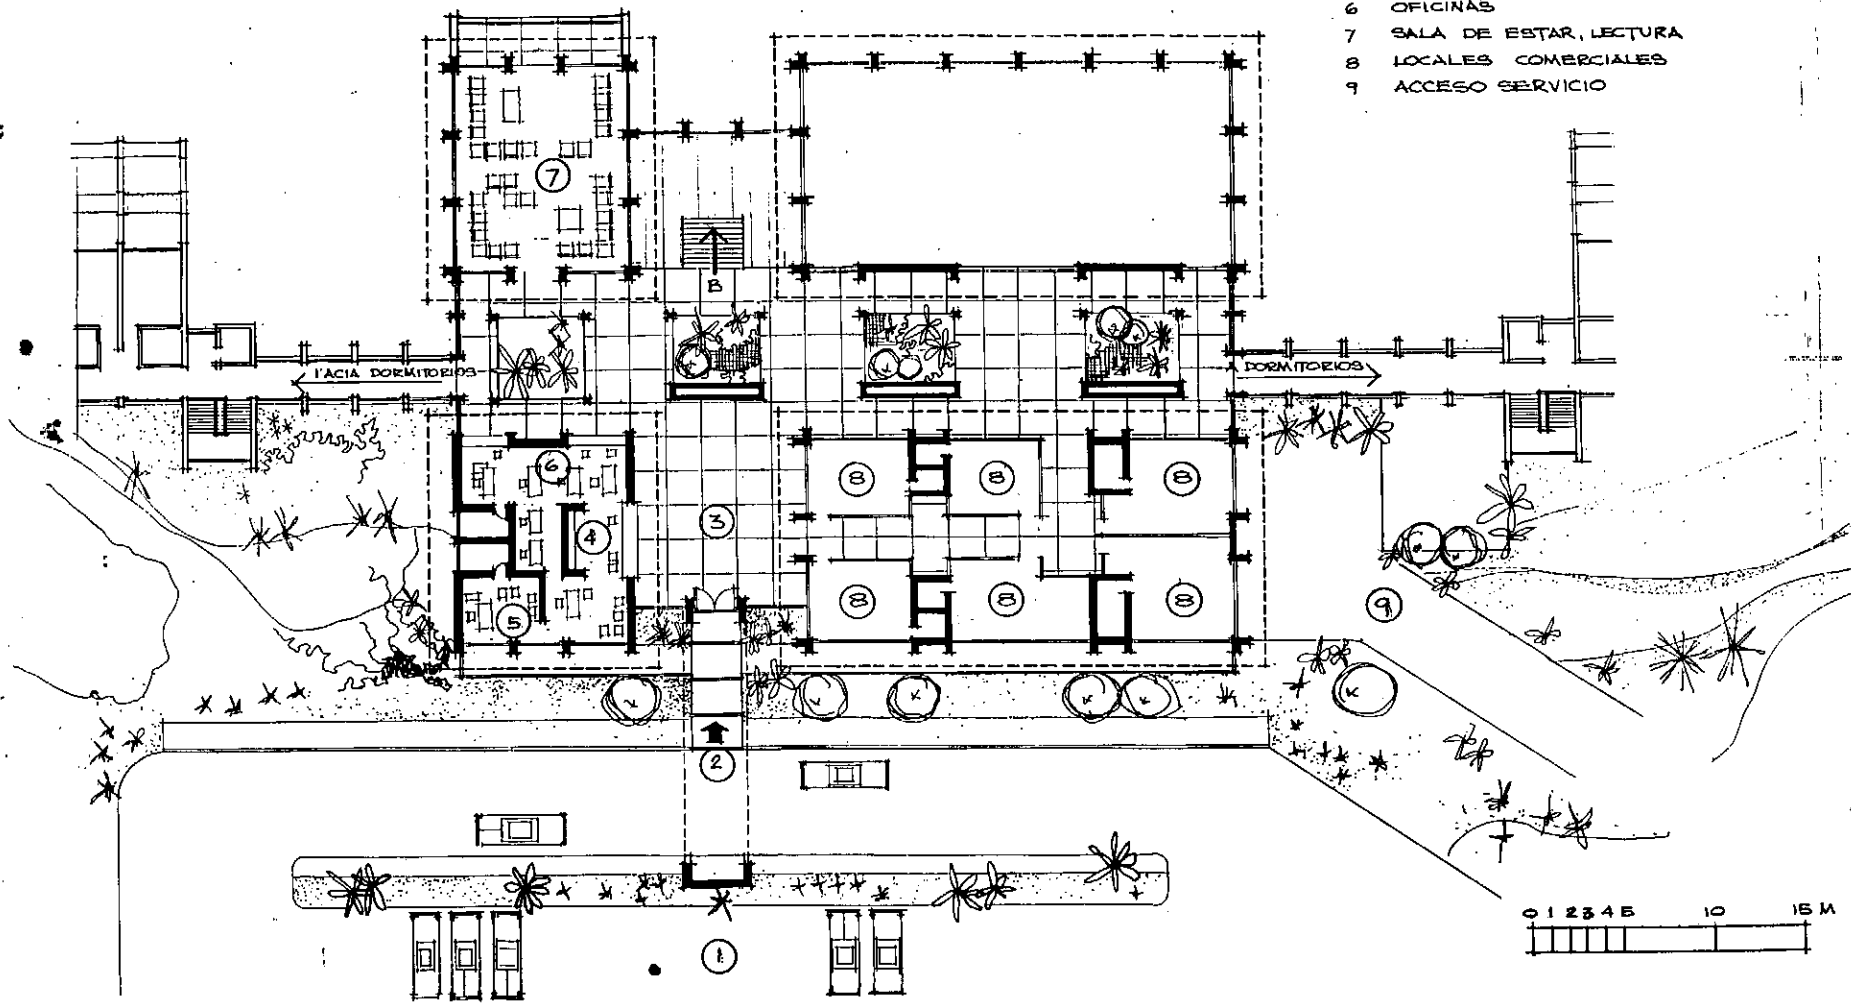 6 OFICINAS
7 SALA DE ESTAR, LECTURA
8 LOCALES COMERCIALES
9 ACCESO SERVICIO
7
B
HACIA DORMITORIOS
A DORMITORIOS
6
8
8
8
3
4
5
8
8
8
9
2
1
0 1 2 3 4 5 10 15 M